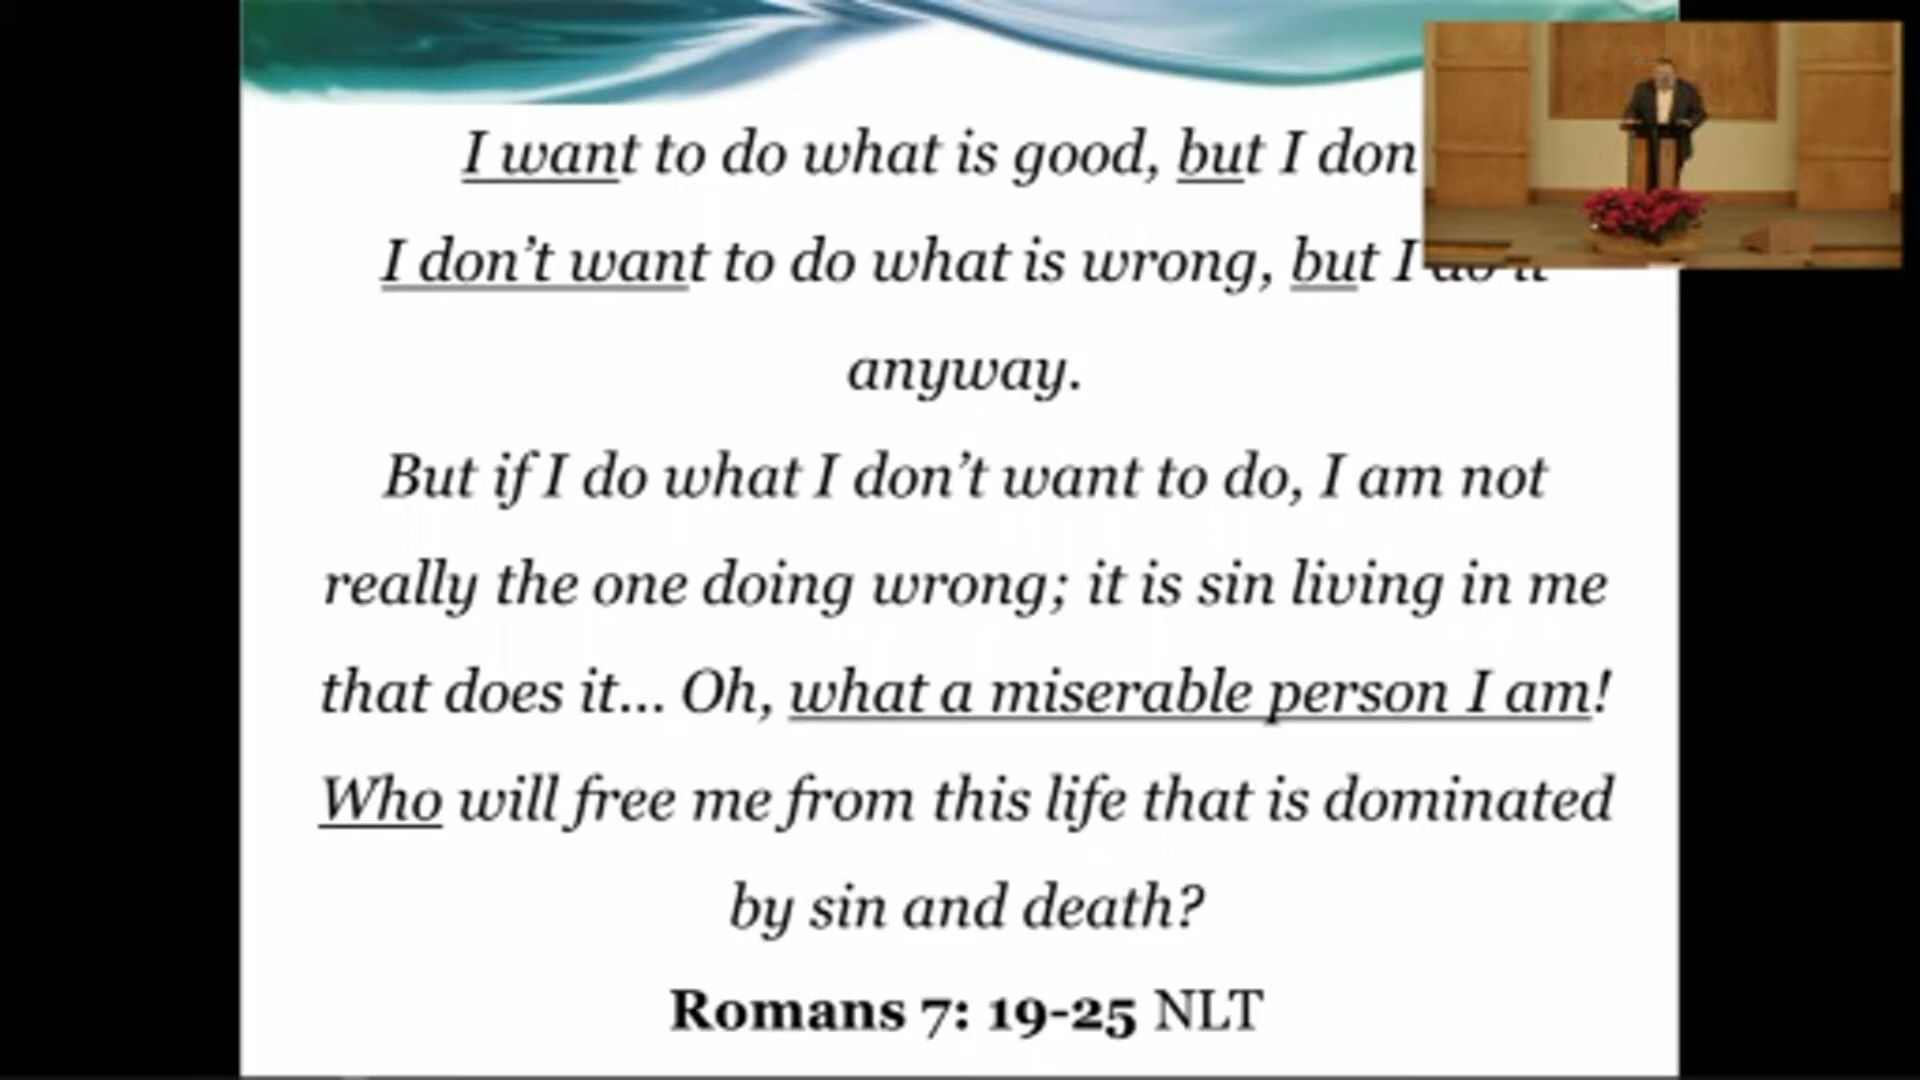 I want to do what is good, but I don
I don't want to do what is wrong, but I do it
anyway.
But if I do what I don't want to do, I am not
really the one doing wrong; it is sin living in me
that does it... Oh, what a miserable person I am!
Who will free me from this life that is dominated
by sin and death?
Romans 7: 19-25 NLT